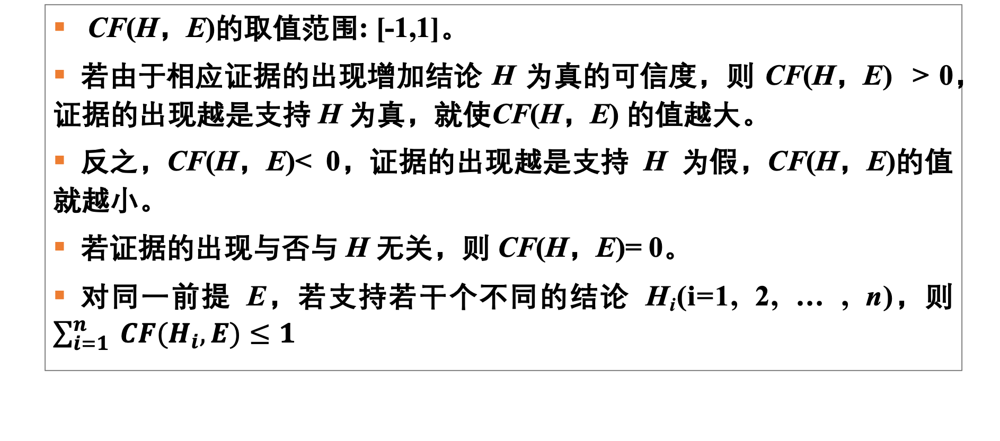 ▪ CF(H，E)的取值范围: [-1,1]。
▪ 若由于相应证据的出现增加结论 H 为真的可信度，则 CF(H，E) > 0，
证据的出现越是支持 H 为真，就使CF(H，E) 的值越大。
▪ 反之，CF(H，E)< 0，证据的出现越是支持 H 为假，CF(H，E)的值
就越小。
▪ 若证据的出现与否与 H 无关，则 CF(H，E)= 0。
▪ 对同一前提 E，若支持若干个不同的结论 Hᵢ(i=1, 2, … , n)，则
∑ⁿᵢ₌₁ CF(Hᵢ, E) ≤ 1